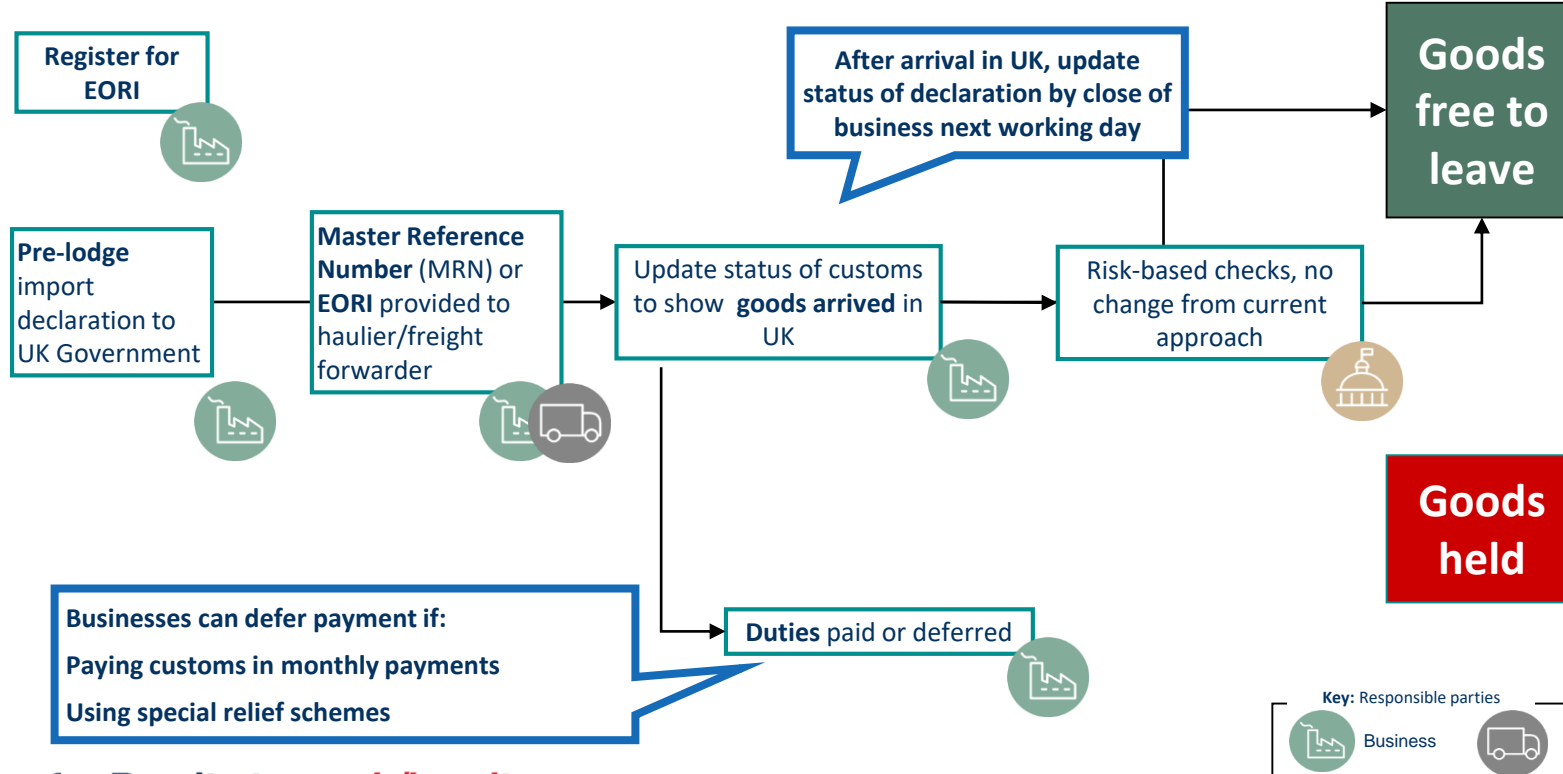 Register for
EORI
After arrival in UK, update
status of declaration by close of
business next working day
Goods
free to
leave
Pre-lodge
import
declaration to
UK Government
Master Reference
Number (MRN) or
EORI provided to
haulier/freight
forwarder
Update status of customs
to show goods arrived in
UK
Risk-based checks, no
change from current
approach
Goods
held
Businesses can defer payment if:
Paying customs in monthly payments
Using special relief schemes
Duties paid or deferred
Key: Responsible parties
Business